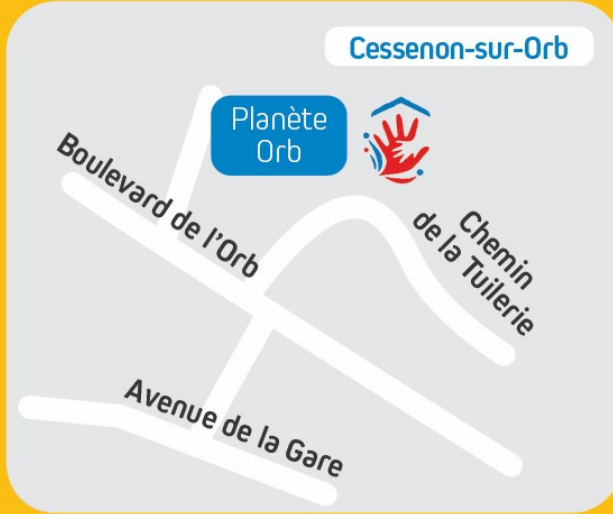 Cessenon-sur-Orb
Planète
Orb
Boulevard de l'Orb
Chemin
de la Tuilerie
Avenue de la Gare